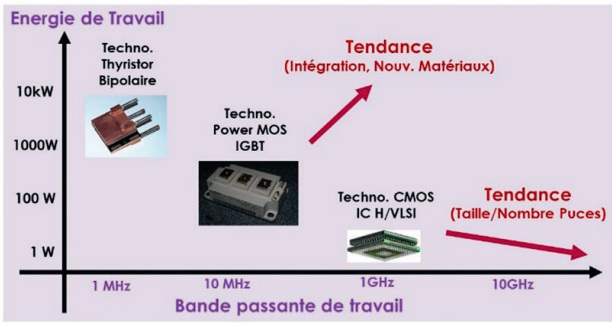 Energie de Travail
Techno.
Thyristor
Bipolaire
Tendance
(Intégration, Nouv. Matériaux)
10kW
Techno.
Power MOS
IGBT
1000W
100 W
Techno. CMOS
IC H/VLSI
Tendance
(Taille/Nombre Puces)
1 W
1 MHz
10 MHz
1GHz
10GHz
Bande passante de travail